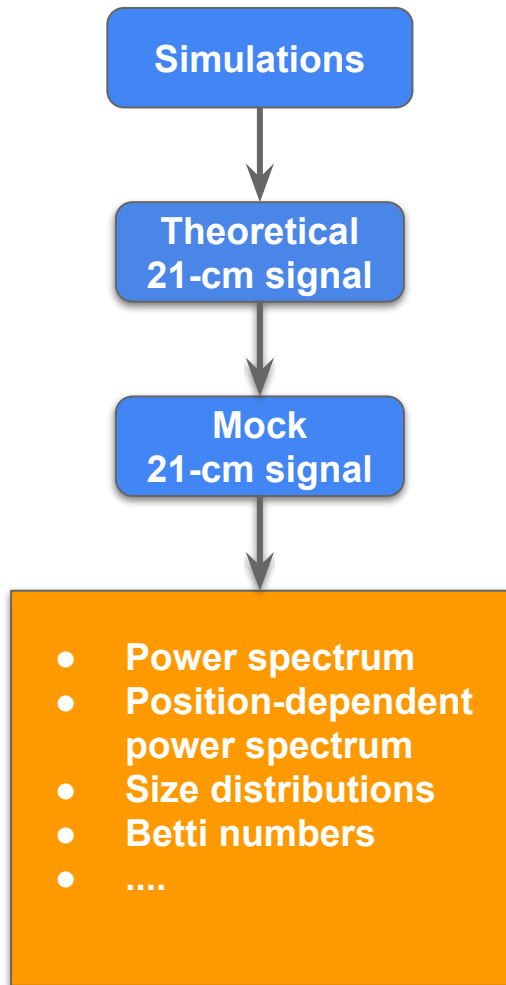 Simulations
Theoretical
21-cm signal
Mock
21-cm signal
● Power spectrum
● Position-dependent
power spectrum
● Size distributions
● Betti numbers
● ....